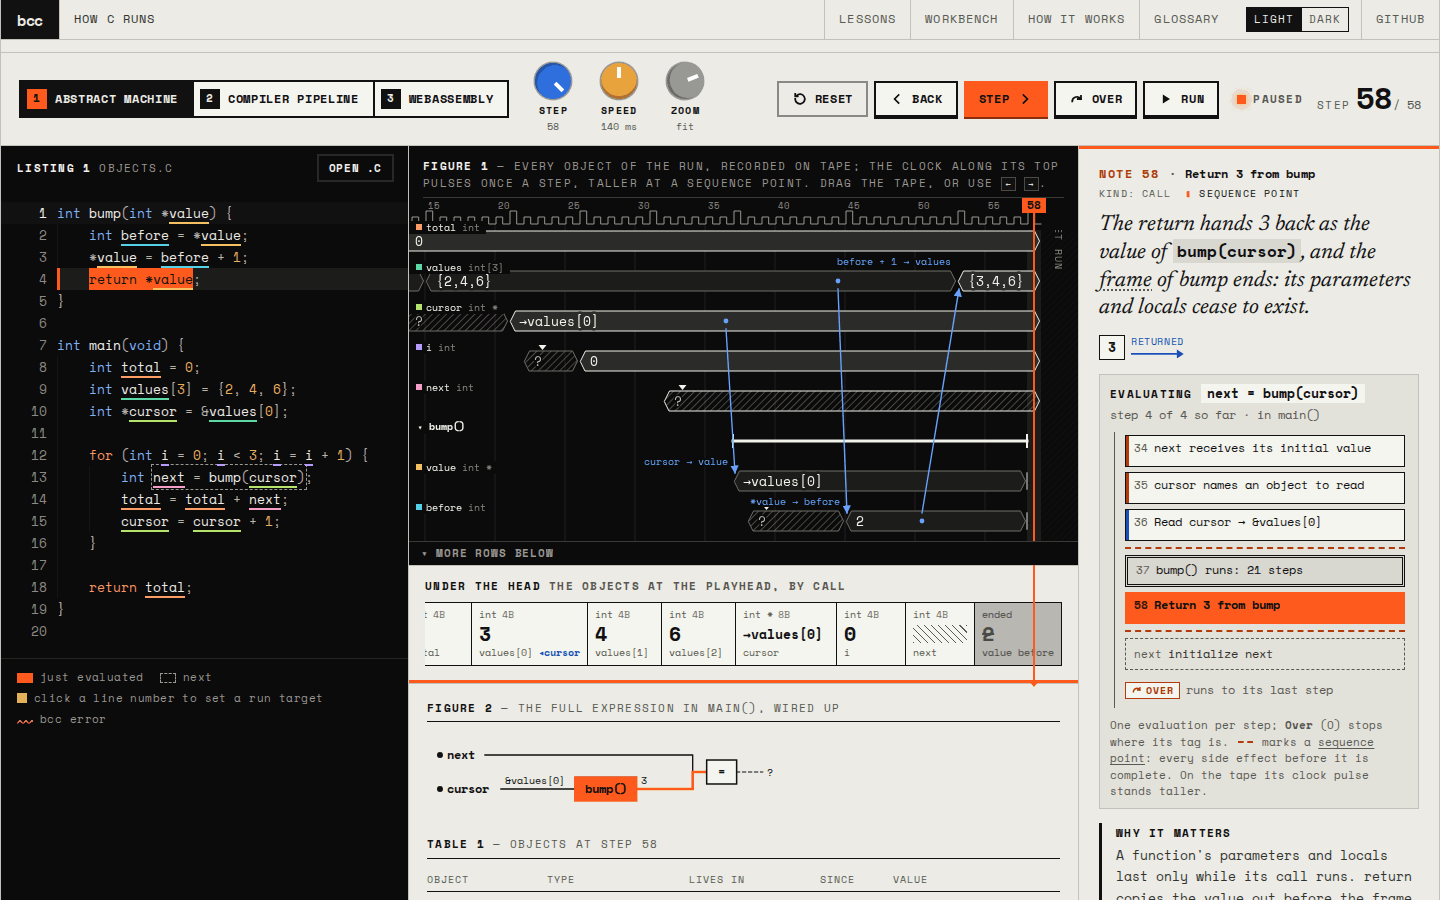 bcc HOW C RUNS LESSONS WORKBENCH HOW IT WORKS GLOSSARY LIGHT DARK GITHUB
1 ABSTRACT MACHINE 2 COMPILER PIPELINE 3 WEBASSEMBLY
STEP SPEED ZOOM
58 140 ms fit
RESET BACK STEP OVER RUN PAUSED STEP 58 / 58
LISTING 1 OBJECTS.C OPEN .C
1 int bump(int *value) {
2 int before = *value;
3 *value = before + 1;
4 return *value;
5 }
6
7 int main(void) {
8 int total = 0;
9 int values[3] = {2, 4, 6};
10 int *cursor = &values[0];
11
12 for (int i = 0; i < 3; i = i + 1) {
13 int next = bump(cursor);
14 total = total + next;
15 cursor = cursor + 1;
16 }
17
18 return total;
19 }
20
just evaluated next
click a line number to set a run target
bcc error
FIGURE 1 — EVERY OBJECT OF THE RUN, RECORDED ON TAPE; THE CLOCK ALONG ITS TOP
PULSES ONCE A STEP, TALLER AT A SEQUENCE POINT. DRAG THE TAPE, OR USE ← → .
15 20 25 30 35 40 45 50 55 58
total int
0
values int[3] before + 1 → values
{2,4,6} {3,4,6}
cursor int *
? →values[0]
i int
? 0
next int
?
▾ bump()
cursor → value
value int *
→values[0]
*value → before
before int
? 2
▾ MORE ROWS BELOW
UNDER THE HEAD THE OBJECTS AT THE PLAYHEAD, BY CALL
4B int 4B int 4B int 4B int * 8B int 4B int 4B ended
3 4 6 →values[0] 0 2
values[0] ◂cursor values[1] values[2] cursor i next value before
FIGURE 2 — THE FULL EXPRESSION IN MAIN(), WIRED UP
next
= ?
&values[0] 3
cursor bump()
TABLE 1 — OBJECTS AT STEP 58
OBJECT TYPE LIVES IN SINCE VALUE
NOTE 58 · Return 3 from bump
KIND: CALL SEQUENCE POINT
The return hands 3 back as the
value of bump(cursor), and the
frame of bump ends: its parameters
and locals cease to exist.
3 RETURNED
EVALUATING next = bump(cursor)
step 4 of 4 so far · in main()
34 next receives its initial value
35 cursor names an object to read
36 Read cursor → &values[0]
37 bump() runs: 21 steps
58 Return 3 from bump
next initialize next
OVER runs to its last step
One evaluation per step; Over (O) stops
where its tag is. -- marks a sequence
point: every side effect before it is
complete. On the tape its clock pulse
stands taller.
WHY IT MATTERS
A function's parameters and locals
last only while its call runs. return
copies the value out before the frame